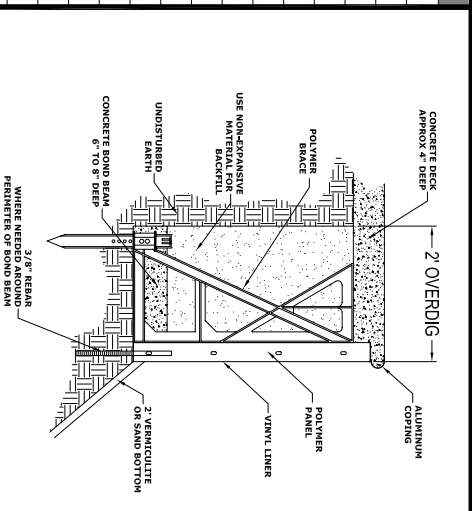 CONCRETE DECK
APPROX 4" DEEP
2' OVERDIG
ALUMINUM
COPING
POLYMER
BRACE
USE NON-EXPANSIVE
MATERIAL FOR
BACKFILL
UNDISTURBED
EARTH
CONCRETE BOND BEAM
6" TO 8" DEEP
3/8" REBAR
WHERE NEEDED AROUND
PERIMETER OF BOND BEAM
POLYMER
PANEL
VINYL LINER
2' VERMICULITE
OR SAND BOTTOM